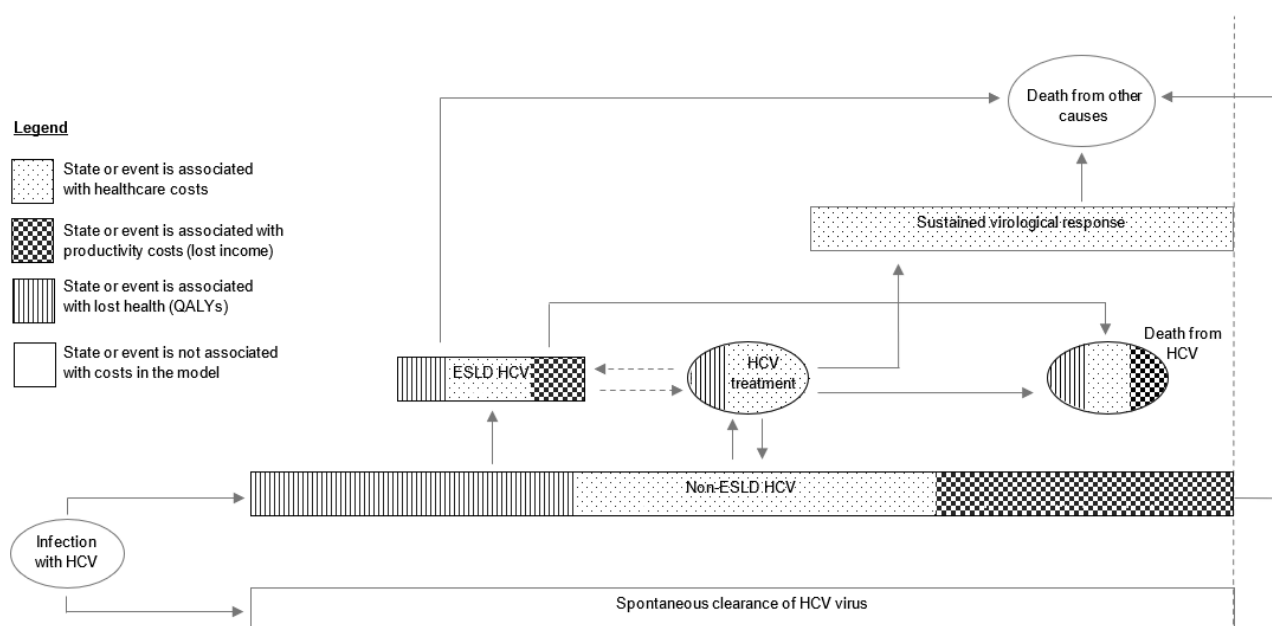 Legend
State or event is associated
with healthcare costs
State or event is associated with
productivity costs (lost income)
State or event is associated
with lost health (QALYs)
State or event is not associated
with costs in the model
Death from other
causes
Sustained virological response
Death from
HCV
ESLD HCV
HCV
treatment
Non-ESLD HCV
Infection
with HCV
Spontaneous clearance of HCV virus